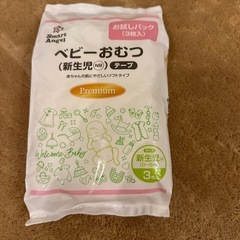 お試しパック
(3枚入)
Smart
Angel
ベビーおむつ
(新生児NB) テープ
赤ちゃんの肌にやさしいソフトタイプ
Premium
Welcome Baby
新生児
3